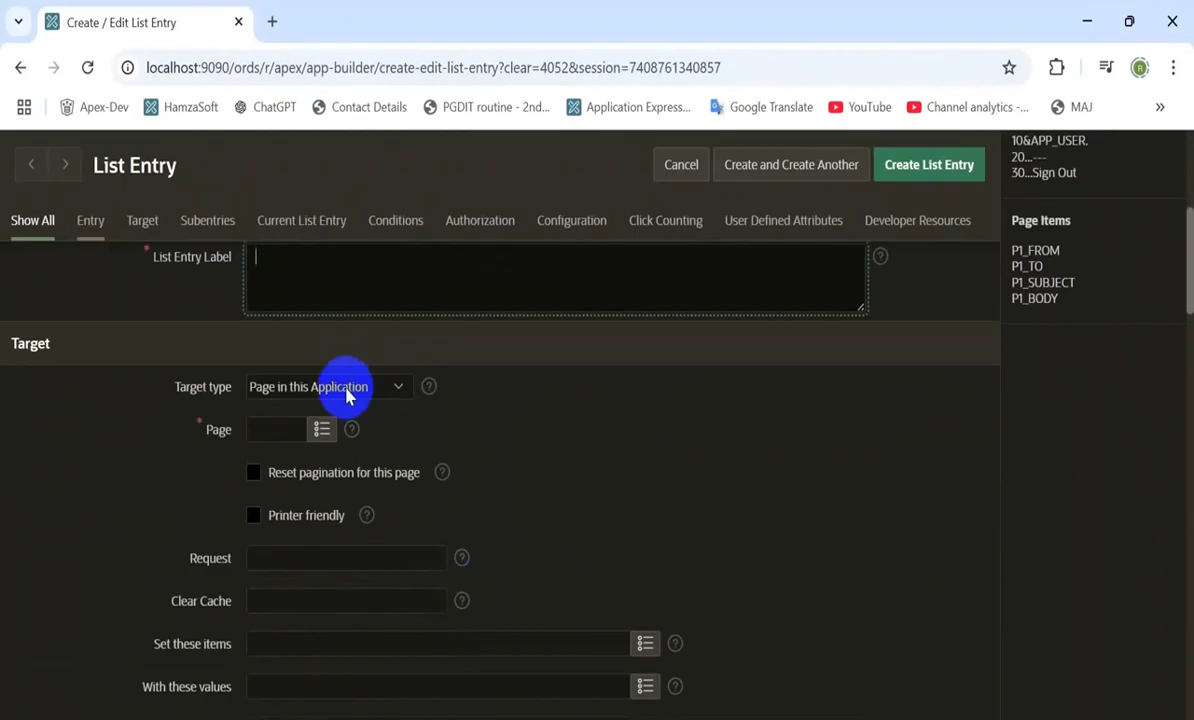 Create / Edit List Entry
localhost:9090/ords/r/apex/app-builder/create-edit-list-entry?clear=4052&session=7408761340857
R
Apex-Dev HamzaSoft ChatGPT Contact Details PGDIT routine - 2nd... Application Express... Google Translate YouTube Channel analytics -... MAJ
List Entry
Cancel Create and Create Another Create List Entry
Show All Entry Target Subentries Current List Entry Conditions Authorization Configuration Click Counting User Defined Attributes Developer Resources
* List Entry Label
Target
Target type Page in this Application
* Page
Reset pagination for this page
Printer friendly
Request
Clear Cache
Set these items
With these values
10&APP_USER.
20...---
30...Sign Out
Page Items
P1_FROM
P1_TO
P1_SUBJECT
P1_BODY